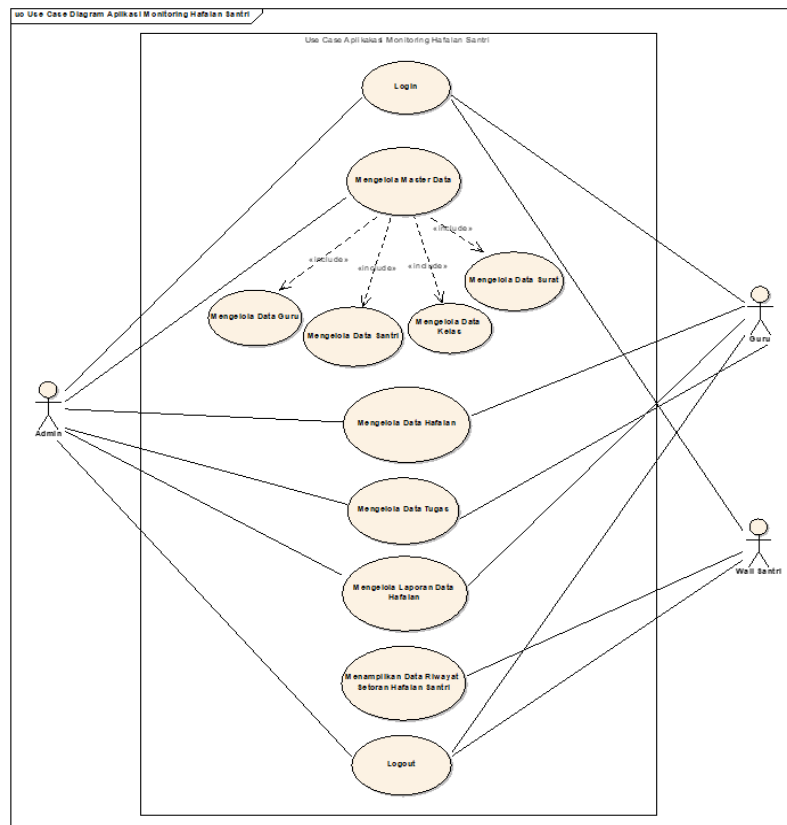 uc Use Case Diagram Aplikasi Monitoring Hafalan Santri
Use Case Aplikakasi Monitoring Hafalan Santri
Login
Mengelola Master Data
«include»
«include»
«include»
«include»
Mengelola Data Surat
Mengelola Data Guru
Mengelola Data Santri
Mengelola Data
Kelas
Guru
Admin
Mengelola Data Hafalan
Mengelola Data Tugas
Wali Santri
Mengelola Laporan Data
Hafalan
Menampilkan Data Riwayat
Setoran Hafalan Santri
Logout